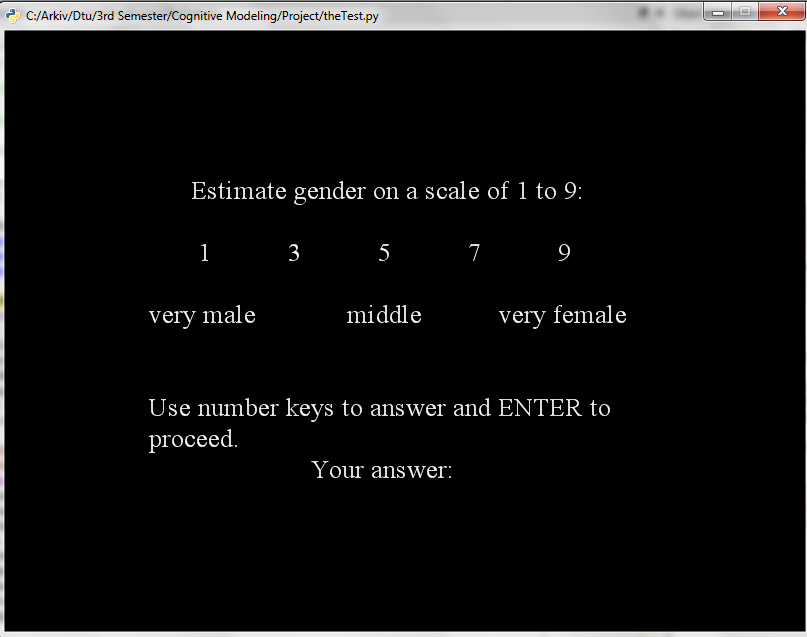 C:/Arkiv/Dtu/3rd Semester/Cognitive Modeling/Project/theTest.py
Estimate gender on a scale of 1 to 9:
1 3 5 7 9
very male middle very female
Use number keys to answer and ENTER to
proceed.
Your answer: